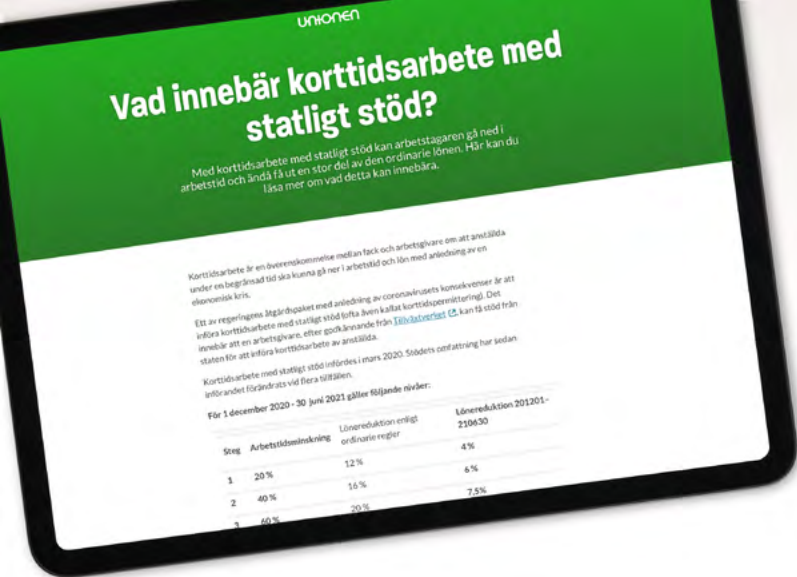 unionen
Vad innebär korttidsarbete med
statligt stöd?
Med korttidsarbete med statligt stöd kan arbetstagaren gå ned i
arbetstid och ändå få ut en stor del av den ordinarie lönen. Här kan du
läsa mer om vad detta kan innebära.
Korttidsarbete är en överenskommelse mellan fack och arbetsgivare om att anställda
under en begränsad tid ska kunna gå ner i arbetstid och lön med anledning av en
ekonomisk kris.
Ett av regeringens åtgärdspaket med anledning av coronavirusets konsekvenser är att
införa korttidsarbete med statligt stöd (ofta även kallat korttidspermittering). Det
innebär att en arbetsgivare, efter godkännande från Tillväxtverket, kan få stöd från
staten för att införa korttidsarbete av anställda.
Korttidsarbete med statligt stöd infördes i mars 2020. Stödets omfattning har sedan
införandet förändrats vid flera tillfällen.
För 1 december 2020 - 30 juni 2021 gäller följande nivåer:
Steg Arbetstidsminskning Lönereduktion enligt ordinarie regler Lönereduktion 201201–210630
1 20 % 12 % 4 %
2 40 % 16 % 6 %
3 60 % 20 % 7,5%